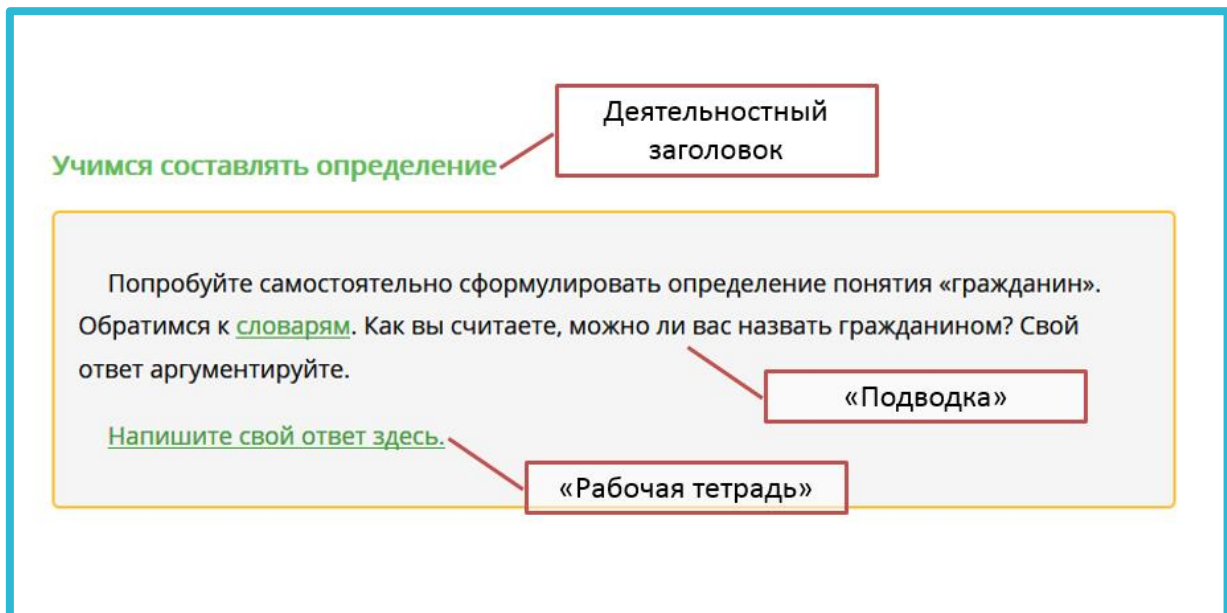 Деятельностный
заголовок
Учимся составлять определение
Попробуйте самостоятельно сформулировать определение понятия «гражданин».
Обратимся к словарям. Как вы считаете, можно ли вас назвать гражданином? Свой
ответ аргументируйте.
«Подводка»
Напишите свой ответ здесь.
«Рабочая тетрадь»